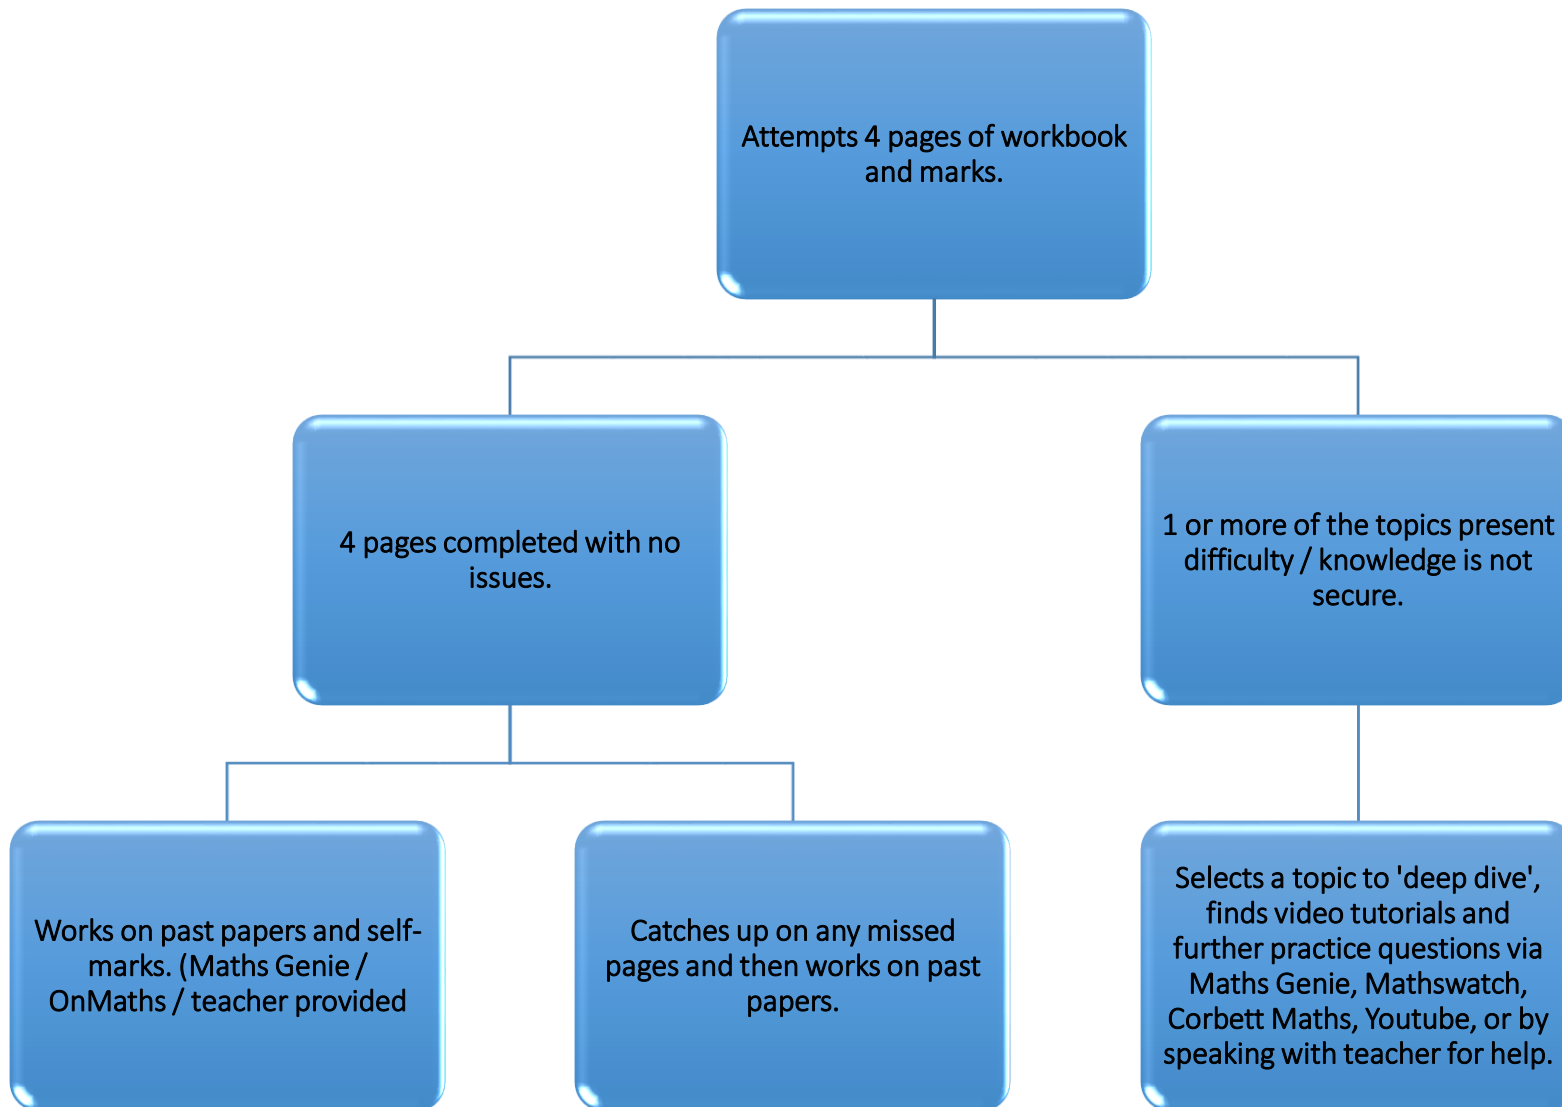 Attempts 4 pages of workbook
and marks.
4 pages completed with no
issues.
1 or more of the topics present
difficulty / knowledge is not
secure.
Works on past papers and self-
marks. (Maths Genie /
OnMaths / teacher provided
Catches up on any missed
pages and then works on past
papers.
Selects a topic to 'deep dive',
finds video tutorials and
further practice questions via
Maths Genie, Mathswatch,
Corbett Maths, Youtube, or by
speaking with teacher for help.